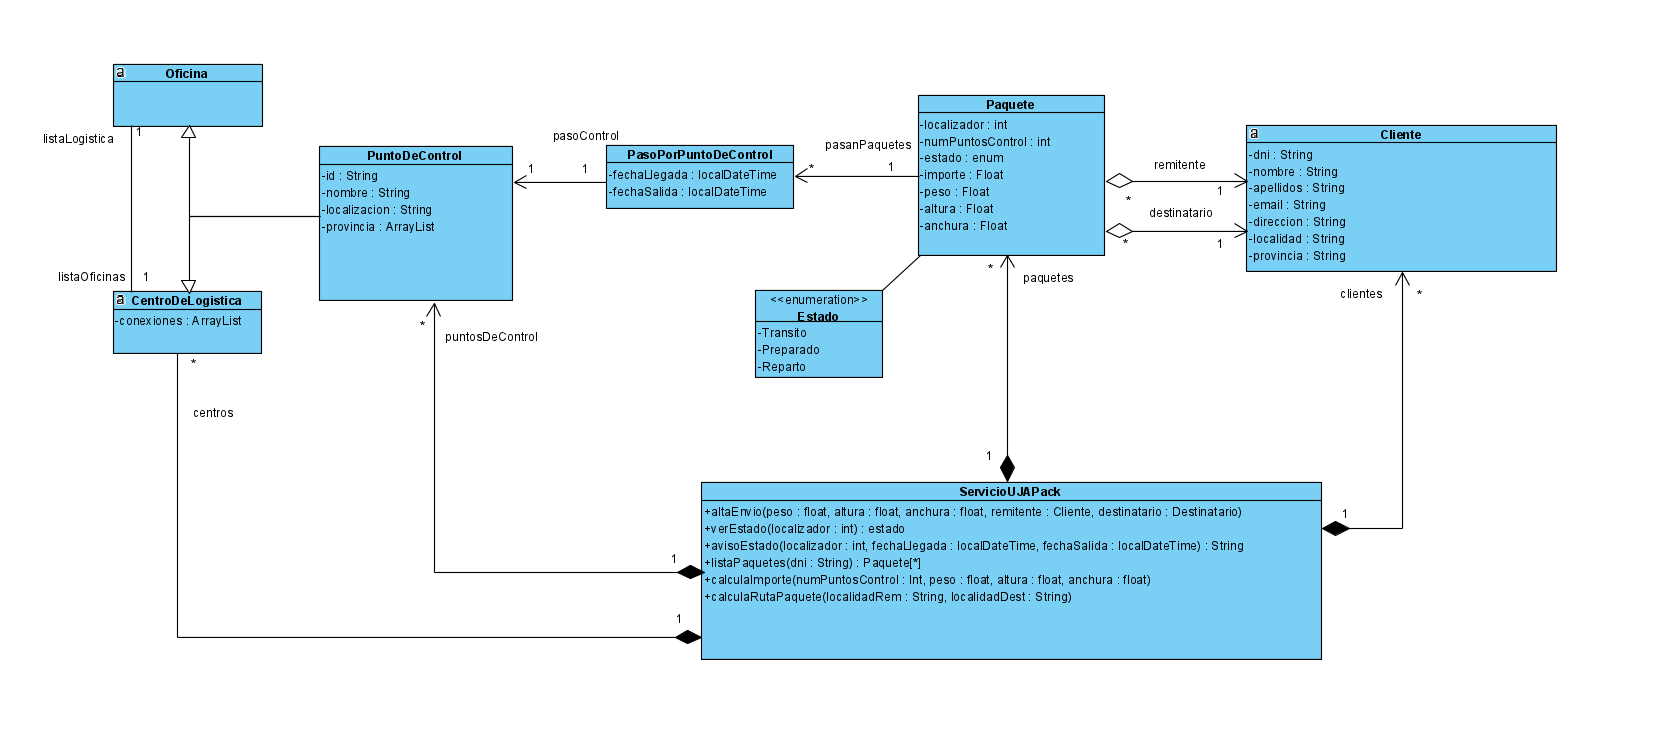 a
Oficina
listaLogistica
1
listaOficinas
1
a
CentroDeLogistica
-conexiones : ArrayList
*
centros
PuntoDeControl
-id : String
-nombre : String
-localizacion : String
-provincia : ArrayList
*
puntosDeControl
pasoControl
1
1
PasoPorPuntoDeControl
-fechaLlegada : localDateTime
-fechaSalida : localDateTime
pasanPaquetes
*
1
Paquete
-localizador : int
-numPuntosControl : int
-estado : enum
-importe : Float
-peso : Float
-altura : Float
-anchura : Float
<<enumeration>>
Estado
-Transito
-Preparado
-Reparto
remitente
*
1
destinatario
*
1
a
Cliente
-dni : String
-nombre : String
-apellidos : String
-email : String
-direccion : String
-localidad : String
-provincia : String
*
paquetes
clientes
*
1
1
1
1
ServicioUJAPack
+altaEnvio(peso : float, altura : float, anchura : float, remitente : Cliente, destinatario : Destinatario)
+verEstado(localizador : int) : estado
+avisoEstado(localizador : int, fechaLlegada : localDateTime, fechaSalida : localDateTime) : String
+listaPaquetes(dni : String) : Paquete[*]
+calculaImporte(numPuntosControl : Int, peso : float, altura : float, anchura : float)
+calculaRutaPaquete(localidadRem : String, localidadDest : String)